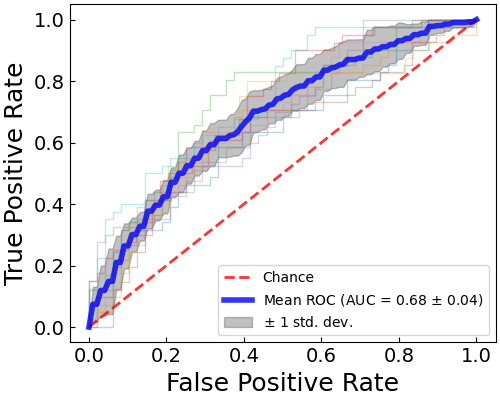 True Positive Rate
1.0
0.8
0.6
0.4
0.2
0.0
Chance
Mean ROC (AUC = 0.68 ± 0.04)
± 1 std. dev.
0.0 0.2 0.4 0.6 0.8 1.0
False Positive Rate